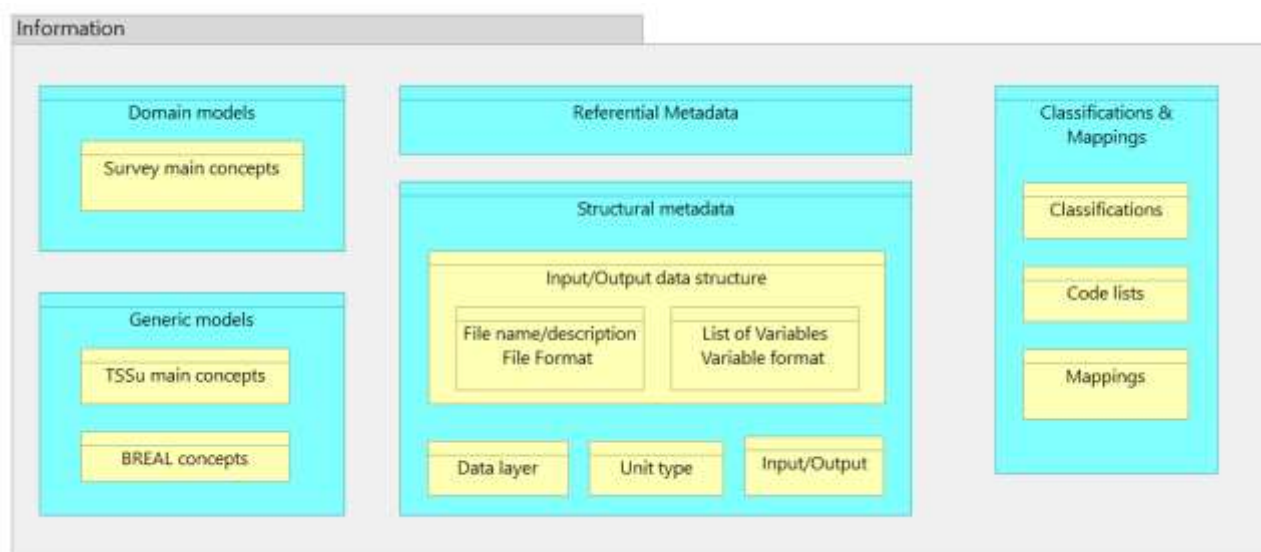 Information
Domain models
Survey main concepts
Generic models
TSSu main concepts
BREAL concepts
Referential Metadata
Structural metadata
Input/Output data structure
File name/description
File Format
List of Variables
Variable format
Data layer
Unit type
Input/Output
Classifications &
Mappings
Classifications
Code lists
Mappings